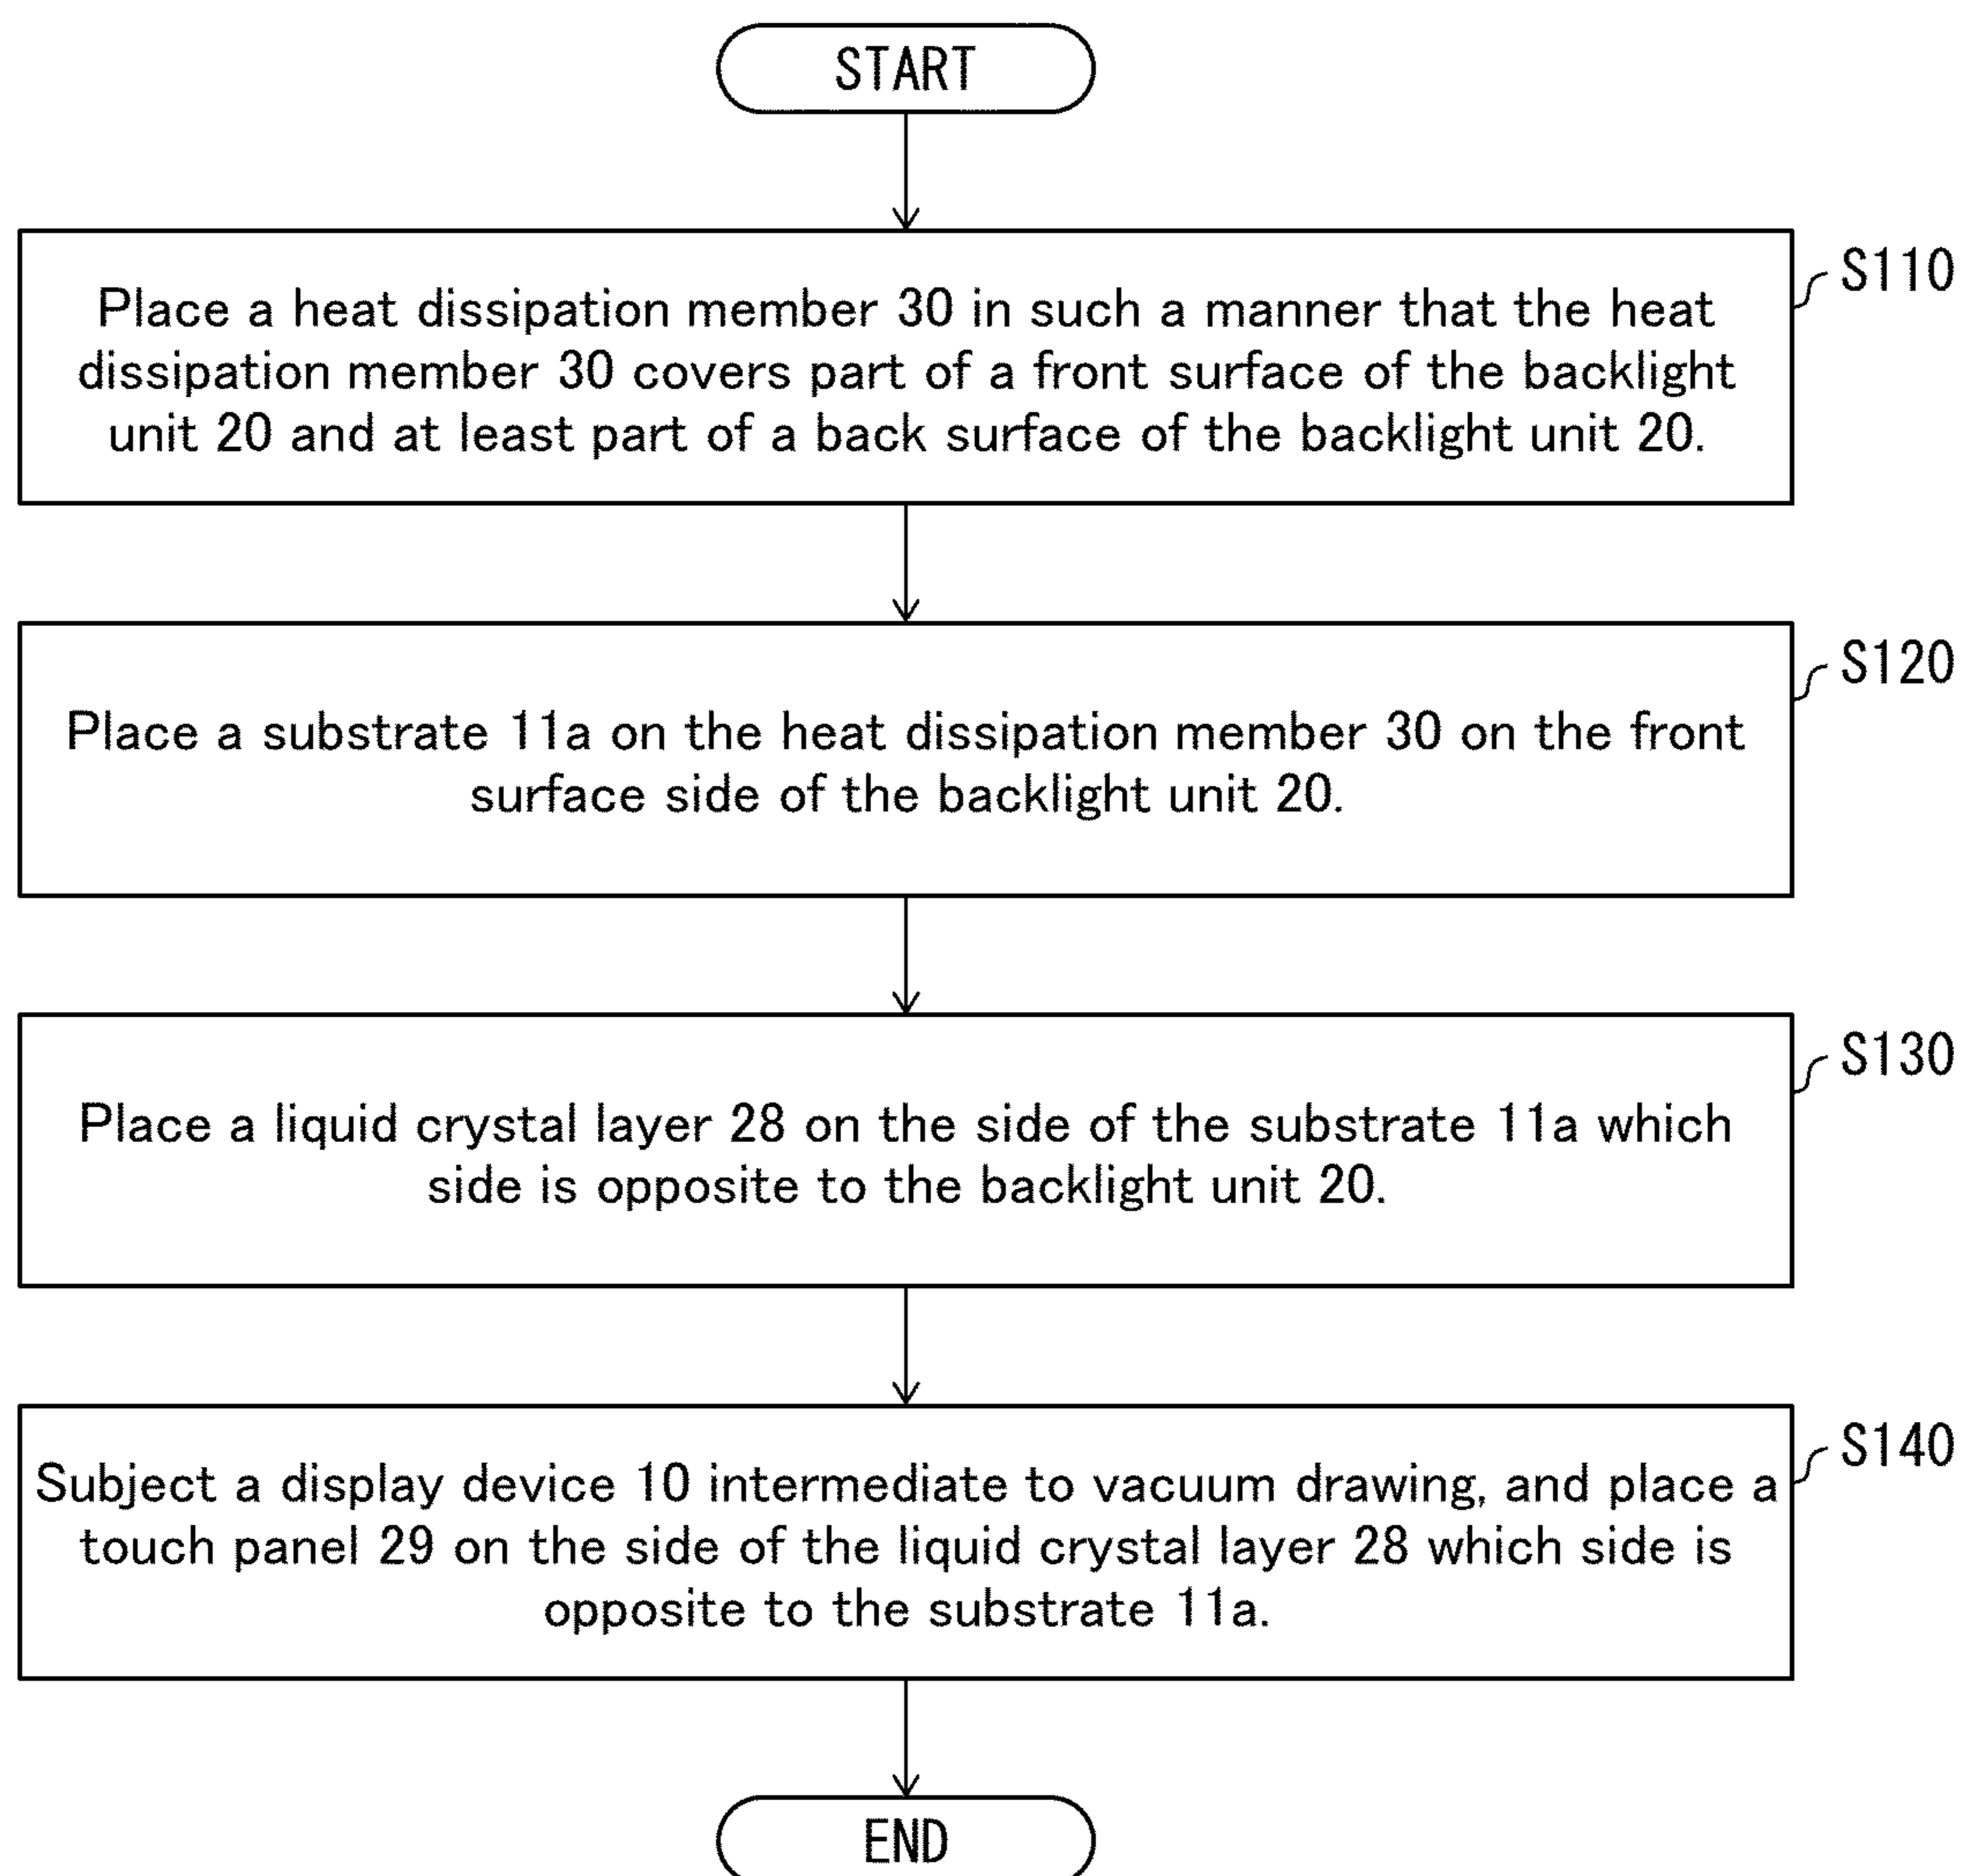 START
S110
Place a heat dissipation member 30 in such a manner that the heat
dissipation member 30 covers part of a front surface of the backlight
unit 20 and at least part of a back surface of the backlight unit 20.
S120
Place a substrate 11a on the heat dissipation member 30 on the front
surface side of the backlight unit 20.
S130
Place a liquid crystal layer 28 on the side of the substrate 11a which
side is opposite to the backlight unit 20.
S140
Subject a display device 10 intermediate to vacuum drawing, and place a
touch panel 29 on the side of the liquid crystal layer 28 which side is
opposite to the substrate 11a.
END